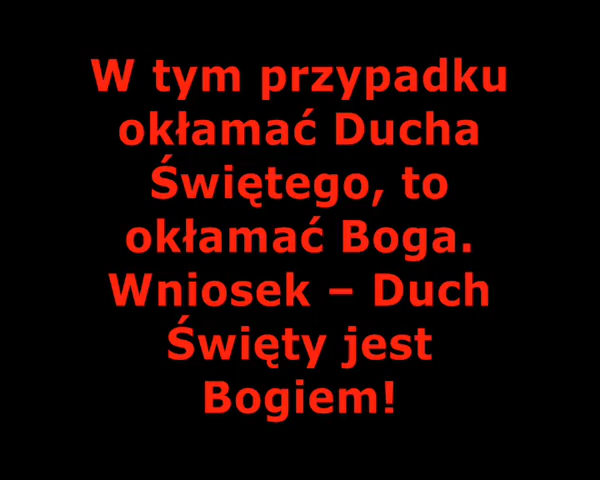 W tym przypadku
okłamać Ducha
Świętego, to
okłamać Boga.
Wniosek – Duch
Święty jest
Bogiem!